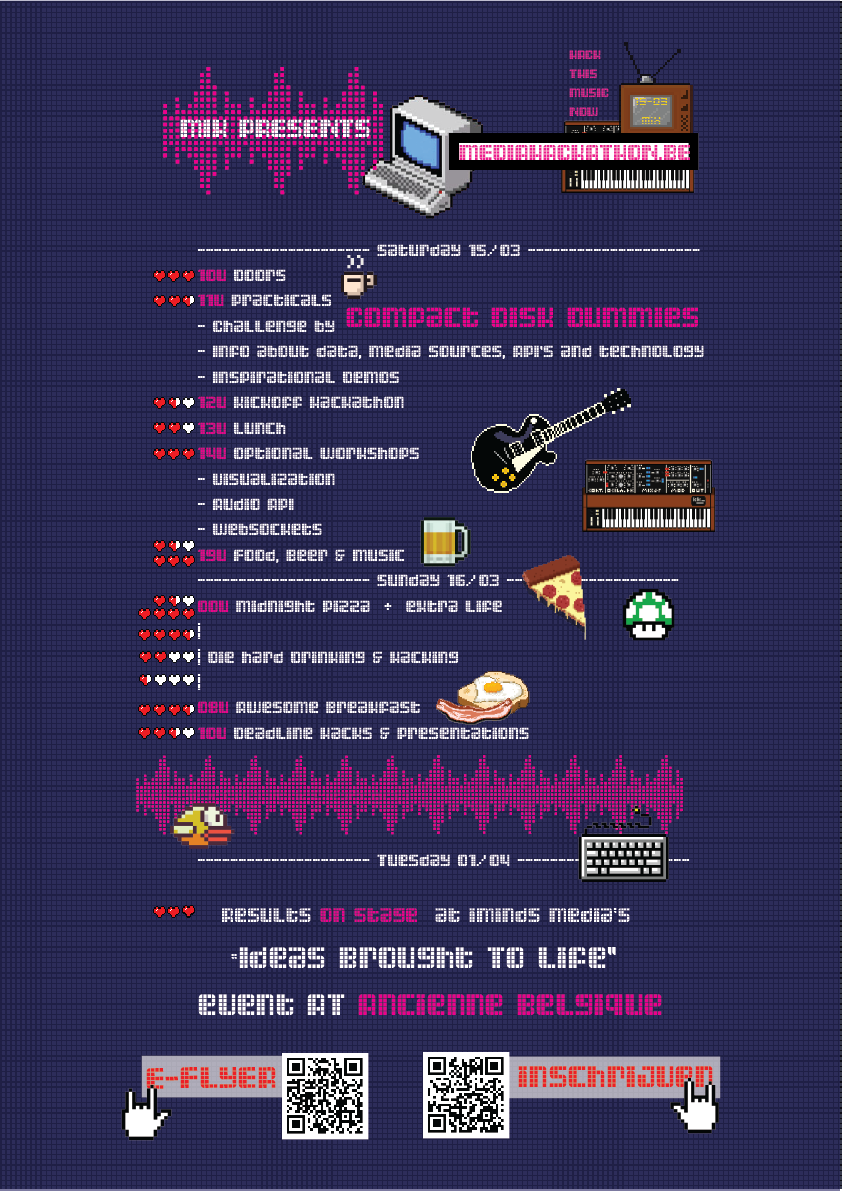 HACK
THIS
MUSIC
NOW
15-03
MIX
MIX PRESENTS
MEDIAHACKATHON.BE
Saturday 15/03
10U Doors
11U Practicals
- Challenge by Compact Disk Dummies
- Info about data, media sources, API's and technology
- Inspirational Demos
12U Kickoff Hackathon
13U Lunch
14U Optional Workshops
- Visualization
- Audio API
- Websockets
19U Food, Beer & Music
Sunday 16/03
00U Midnight Pizza + Extra Life
Die hard Drinking & Hacking
08U Awesome Breakfast
10U Deadline Hacks & Presentations
Tuesday 01/04
Results on stage at iMinds Media's
"Ideas Brought To Life"
Event AT Ancienne Belgique
E-FLYER
INSCHRIJVEN